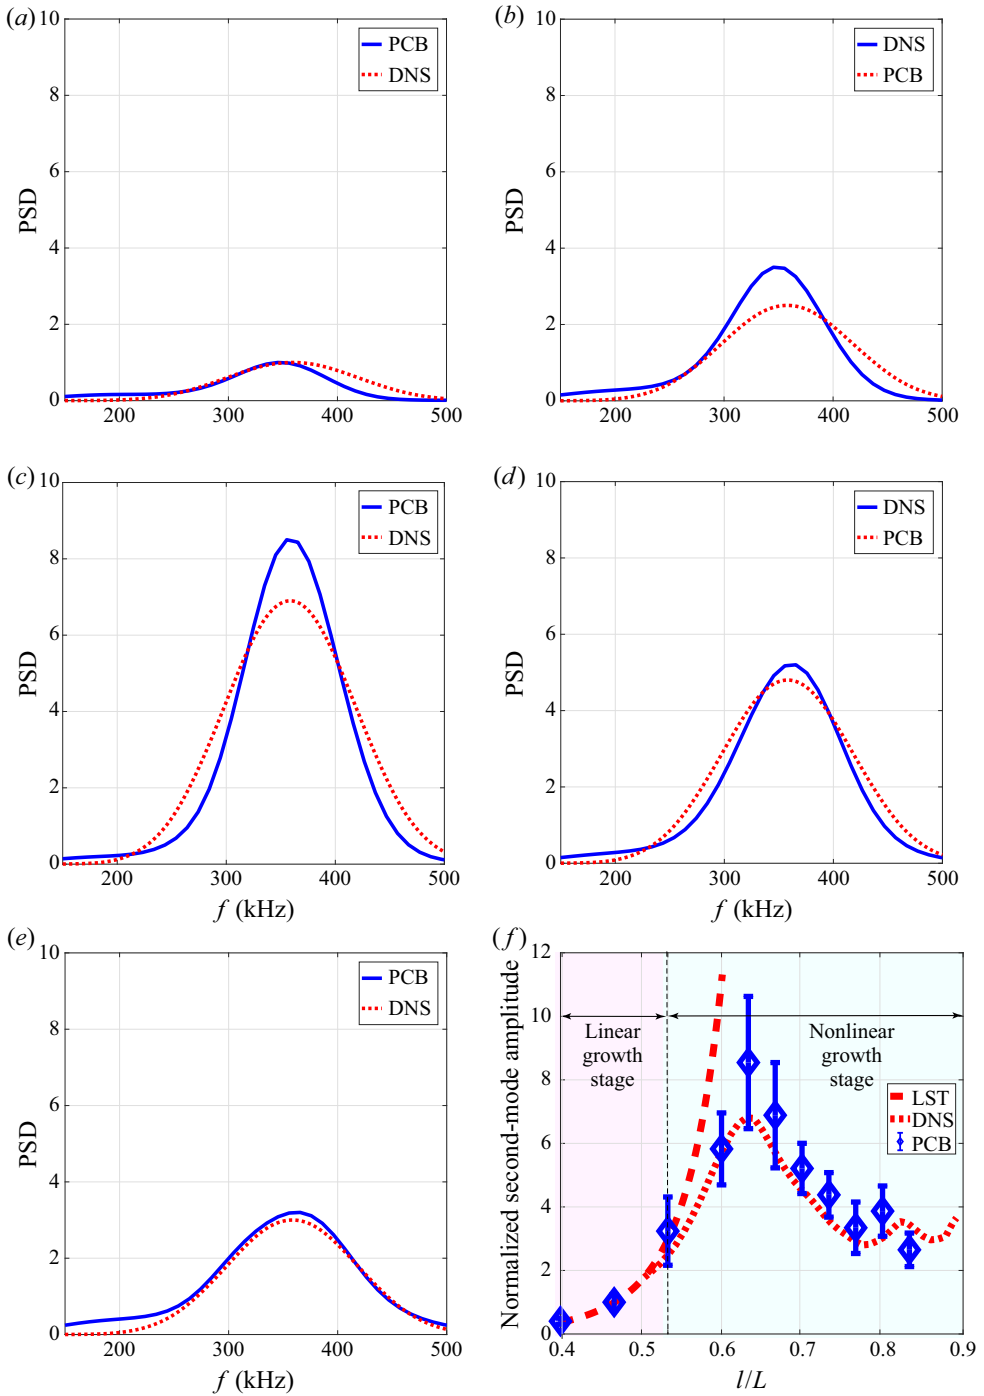 (a)
10
8
6
4
2
0
PSD
PCB
DNS
200 300 400 500
(b)
10
8
6
4
2
0
PSD
DNS
PCB
200 300 400 500
(c)
10
8
6
4
2
0
PSD
PCB
DNS
200 300 400 500
f (kHz)
(d)
10
8
6
4
2
0
PSD
DNS
PCB
200 300 400 500
f (kHz)
(e)
10
8
6
4
2
0
PSD
PCB
DNS
200 300 400 500
f (kHz)
(f)
12
10
8
6
4
2
0
Normalized second-mode amplitude
Linear
growth
stage
Nonlinear
growth
stage
LST
DNS
PCB
0.4 0.5 0.6 0.7 0.8 0.9
l/L